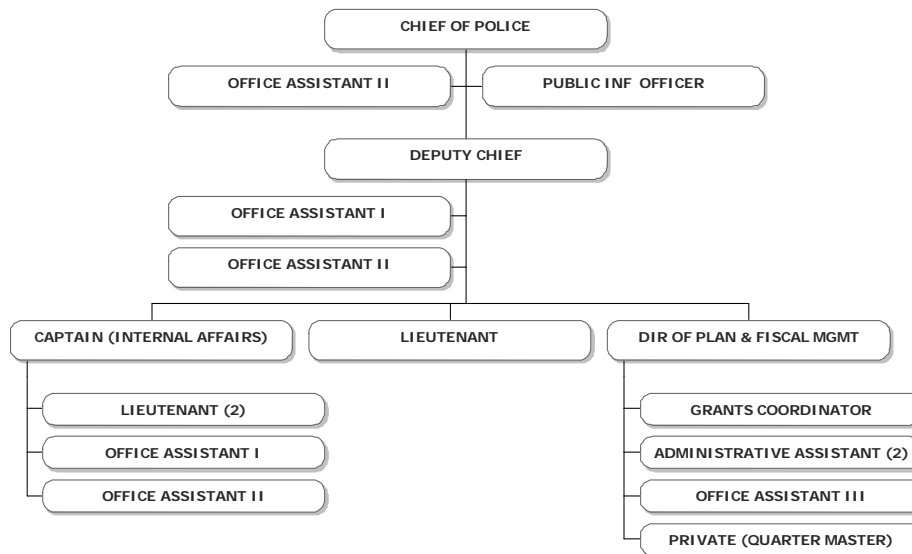 CHIEF OF POLICE
OFFICE ASSISTANT II
PUBLIC INF OFFICER
DEPUTY CHIEF
OFFICE ASSISTANT I
OFFICE ASSISTANT II
CAPTAIN (INTERNAL AFFAIRS)
LIEUTENANT
DIR OF PLAN & FISCAL MGMT
LIEUTENANT (2)
OFFICE ASSISTANT I
OFFICE ASSISTANT II
GRANTS COORDINATOR
ADMINISTRATIVE ASSISTANT (2)
OFFICE ASSISTANT III
PRIVATE (QUARTER MASTER)